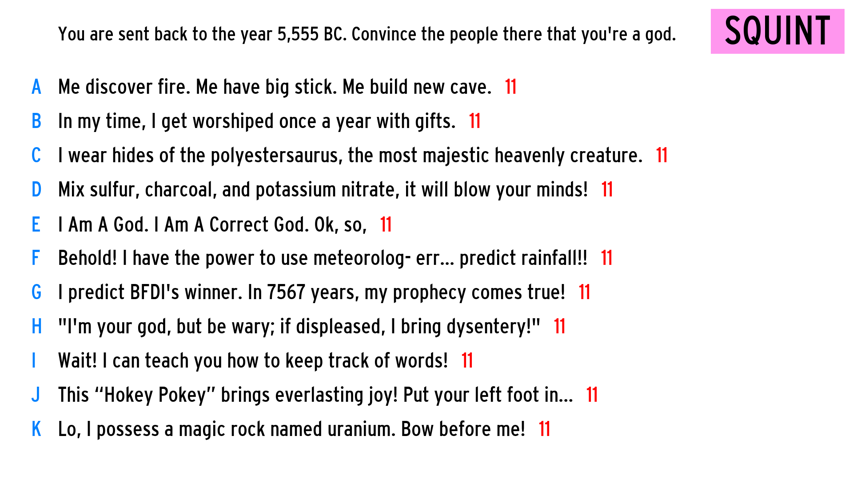 You are sent back to the year 5,555 BC. Convince the people there that you're a god.
SQUINT
A Me discover fire. Me have big stick. Me build new cave. 11
B In my time, I get worshiped once a year with gifts. 11
C I wear hides of the polyestersaurus, the most majestic heavenly creature. 11
D Mix sulfur, charcoal, and potassium nitrate, it will blow your minds! 11
E I Am A God. I Am A Correct God. Ok, so, 11
F Behold! I have the power to use meteorolog- err... predict rainfall!! 11
G I predict BFDI's winner. In 7567 years, my prophecy comes true! 11
H "I'm your god, but be wary; if displeased, I bring dysentery!" 11
I Wait! I can teach you how to keep track of words! 11
J This “Hokey Pokey” brings everlasting joy! Put your left foot in... 11
K Lo, I possess a magic rock named uranium. Bow before me! 11